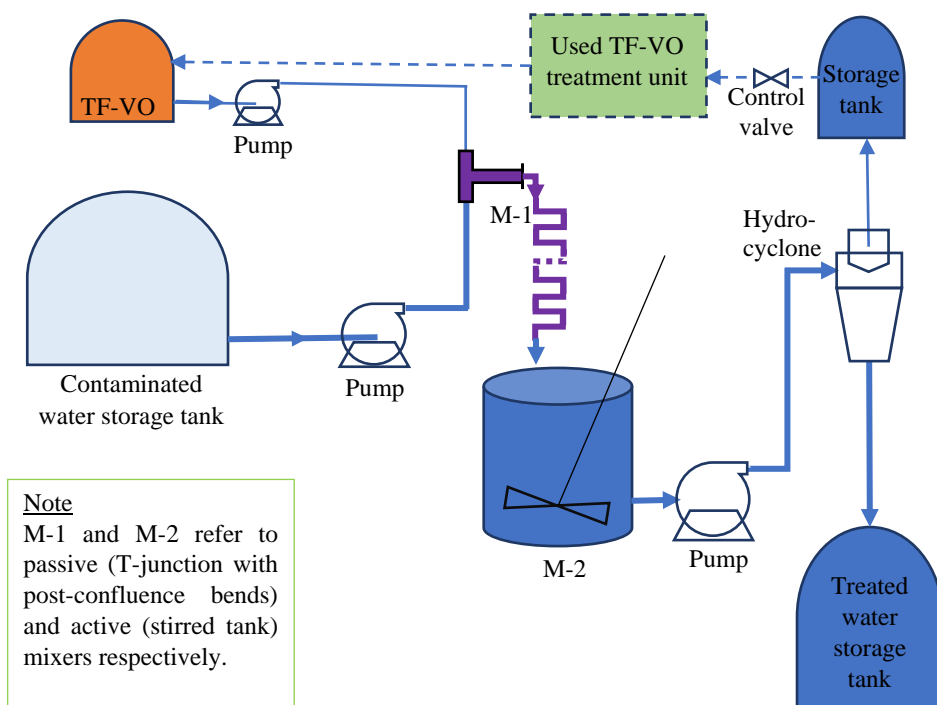 Used TF-VO
treatment unit
Storage
tank
TF-VO
Control
valve
Pump
M-1
Hydro-
cyclone
Pump
Contaminated
water storage tank
Note
M-1 and M-2 refer to
passive (T-junction with
post-confluence bends)
and active (stirred tank)
mixers respectively.
M-2
Pump
Treated
water
storage
tank